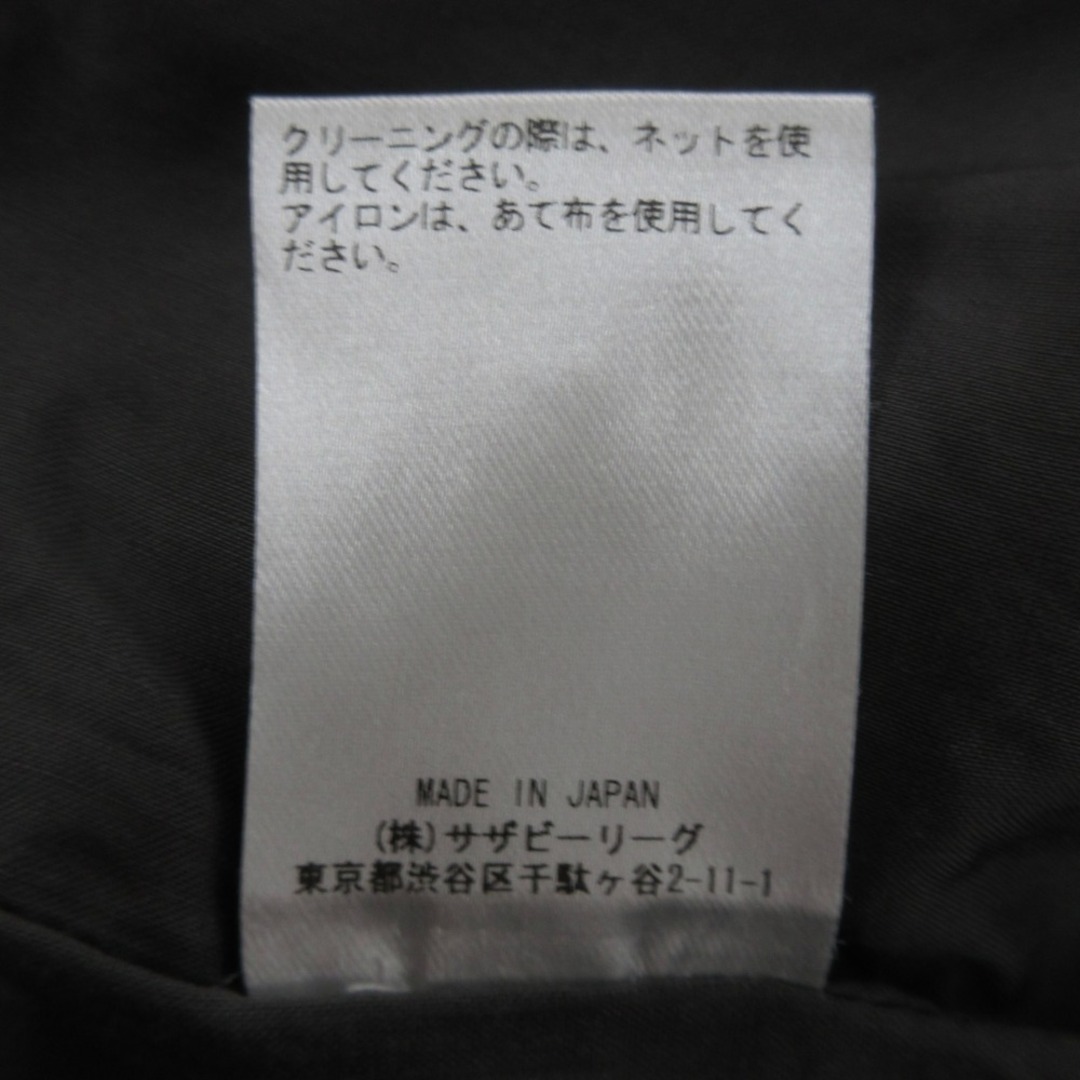 クリーニングの際は、ネットを使
用してください。
アイロンは、あて布を使用してく
ださい。
MADE IN JAPAN
(株)サザビーリーグ
東京都渋谷区千駄ヶ谷2-11-1